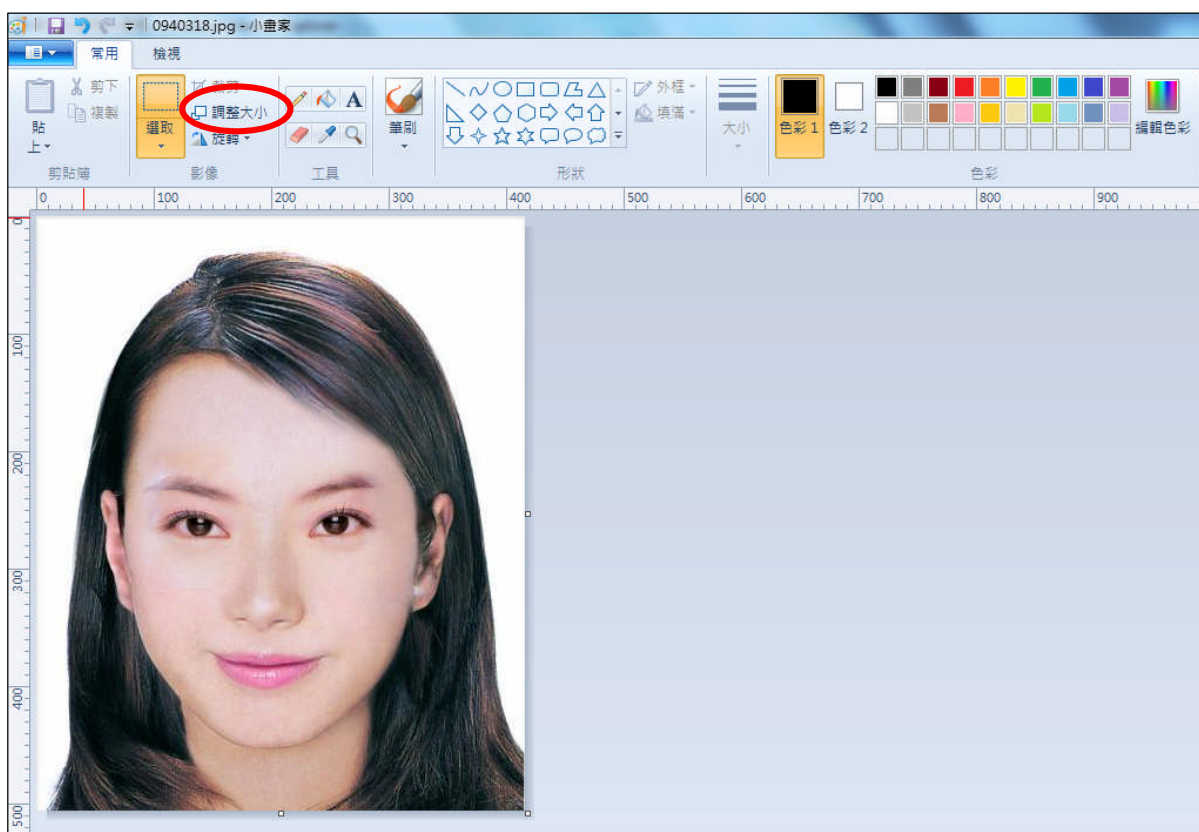 0940318.jpg - 小畫家
常用 檢視
貼上
剪下
複製
選取
裁剪
調整大小
旋轉
A
筆刷
外框
填滿
大小
色彩 1
色彩 2
編輯色彩
剪貼簿 影像 工具 形狀 色彩
0 100 200 300 400 500 600 700 800 900
0
100
200
300
400
500